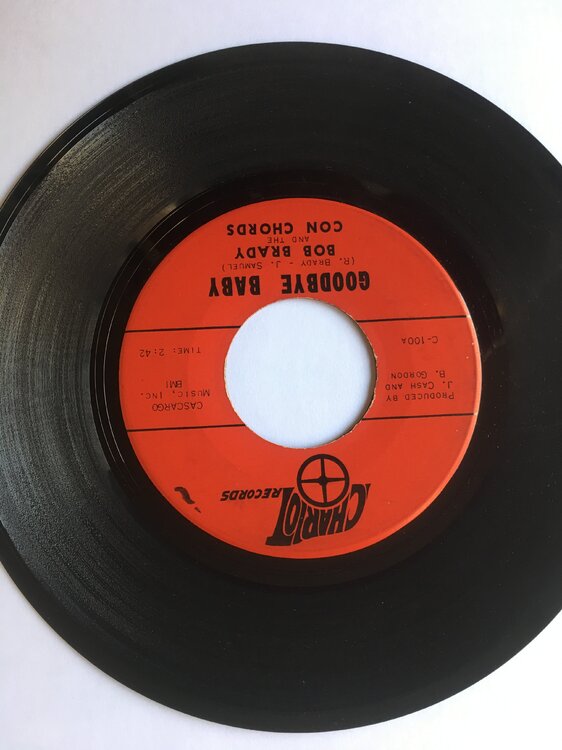 CHARIOT
RECORDS
PRODUCED BY
J. CASH AND
B. GORDON
CASCARGO
MUSIC, INC.
BMI
C-100A
TIME: 2:42
GOODBYE BABY
(R. BRADY - J. SAMUEL)
BOB BRADY
AND THE
CON CHORDS